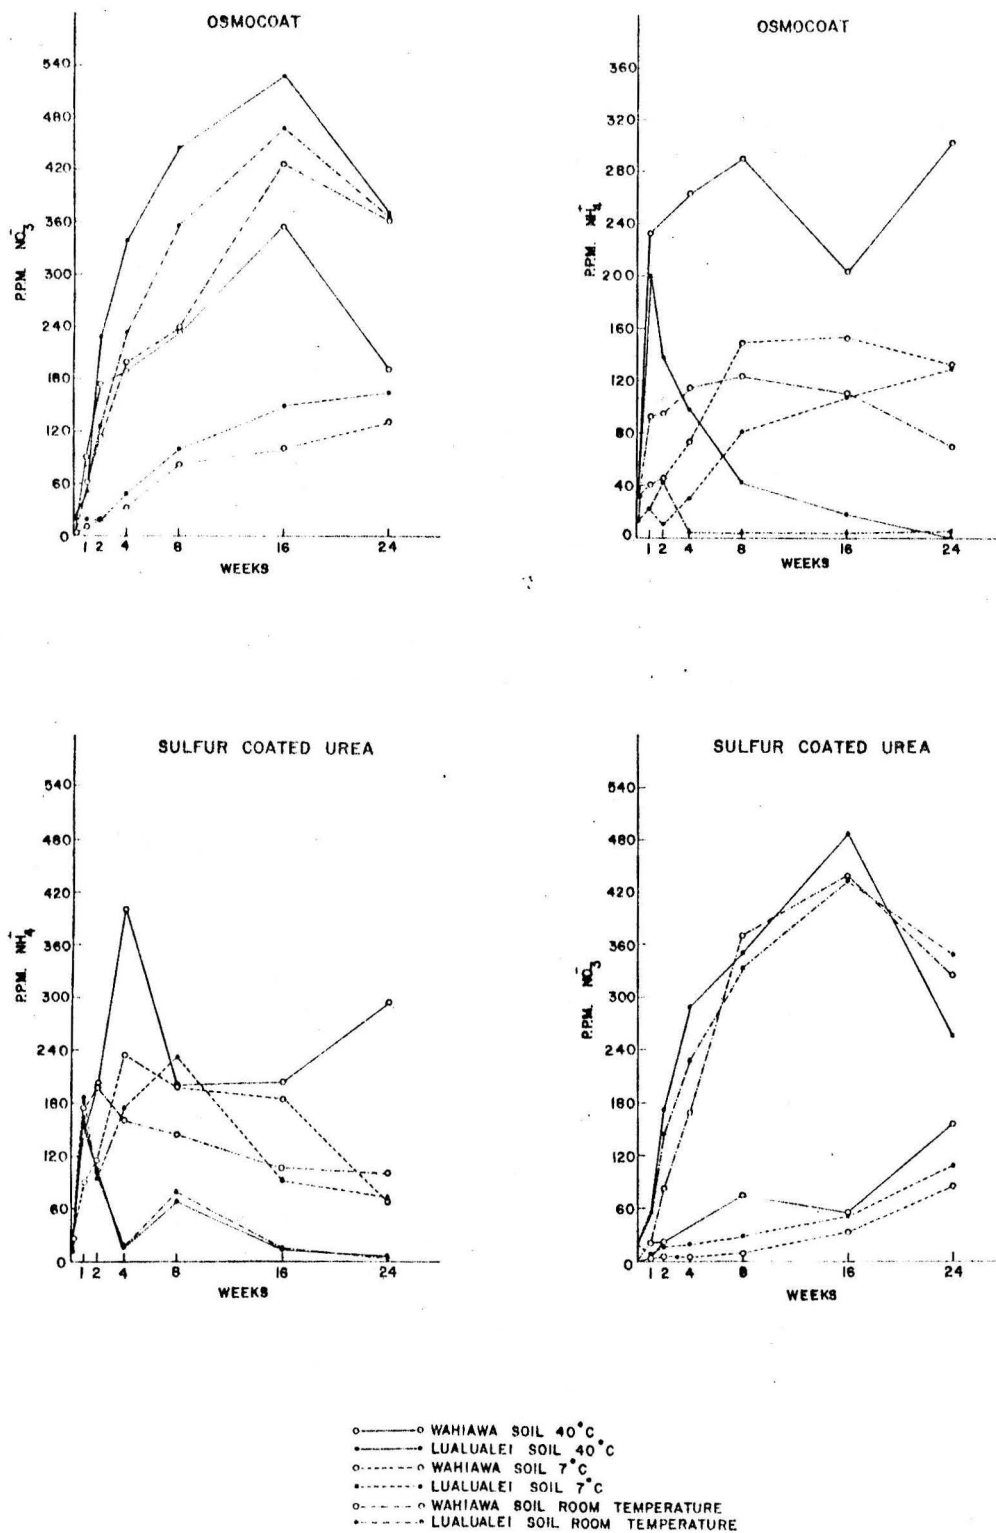 OSMOCOAT
P.P.M. NO₃⁻
540
480
420
360
300
240
180
120
60
0
1 2 4 8 16 24
WEEKS
OSMOCOAT
P.P.M. NH₄⁺
360
320
280
240
200
160
120
80
40
0
1 2 4 8 16 24
WEEKS
SULFUR COATED UREA
P.P.M. NH₄⁺
540
480
420
360
300
240
180
120
60
0
1 2 4 8 16 24
WEEKS
SULFUR COATED UREA
P.P.M. NO₃⁻
540
480
420
360
300
240
180
120
60
0
1 2 4 8 16 24
WEEKS
WAHIAWA SOIL 40°C
LUALUALEI SOIL 40°C
WAHIAWA SOIL 7°C
LUALUALEI SOIL 7°C
WAHIAWA SOIL ROOM TEMPERATURE
LUALUALEI SOIL ROOM TEMPERATURE